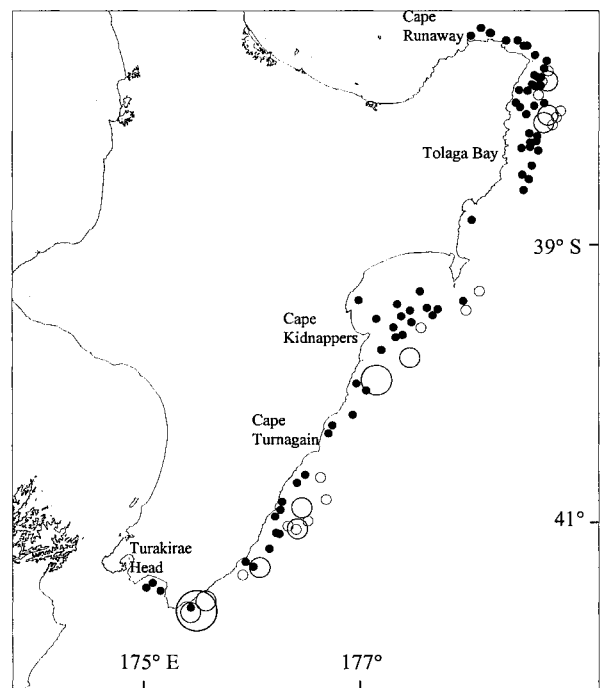 Cape
Runaway
Tolaga Bay
39° S
Cape
Kidnappers
Cape
Turnagain
41°
Turakirae
Head
175° E
177°